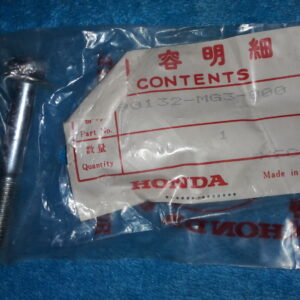 容明細
CONTENTS
90132-MG3-000
Part No.
1
数量
Quantity
HONDA
Made in
HONDA